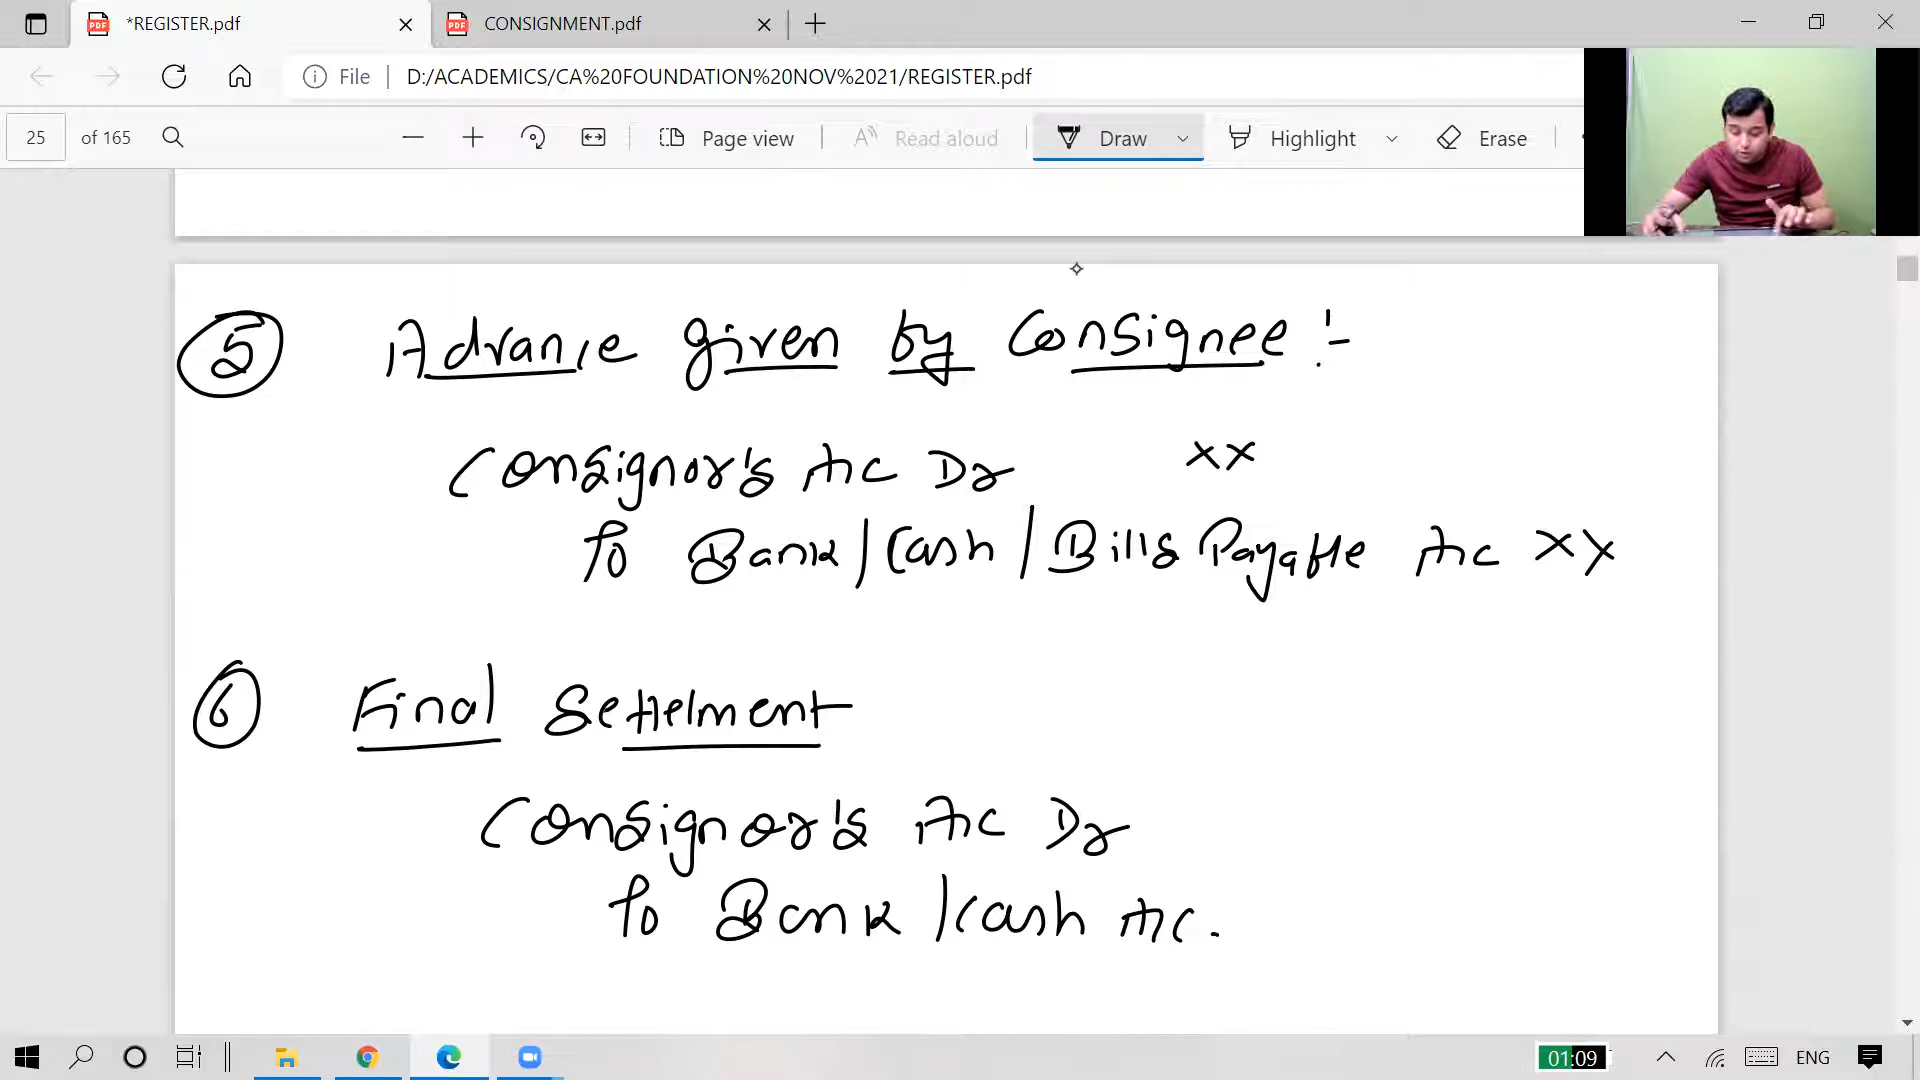 *REGISTER.pdf
CONSIGNMENT.pdf
File D:/ACADEMICS/CA%20FOUNDATION%20NOV%2021/REGISTER.pdf
25 of 165 Page view Read aloud Draw Highlight Erase
5 Advance given by Consignee :-
Consignor's A/c Dr xx
To Bank/Cash/Bills Payable A/c xx
6 Final Settelment
Consignor's A/c Dr
To Bank/cash A/c.
01:09 ENG